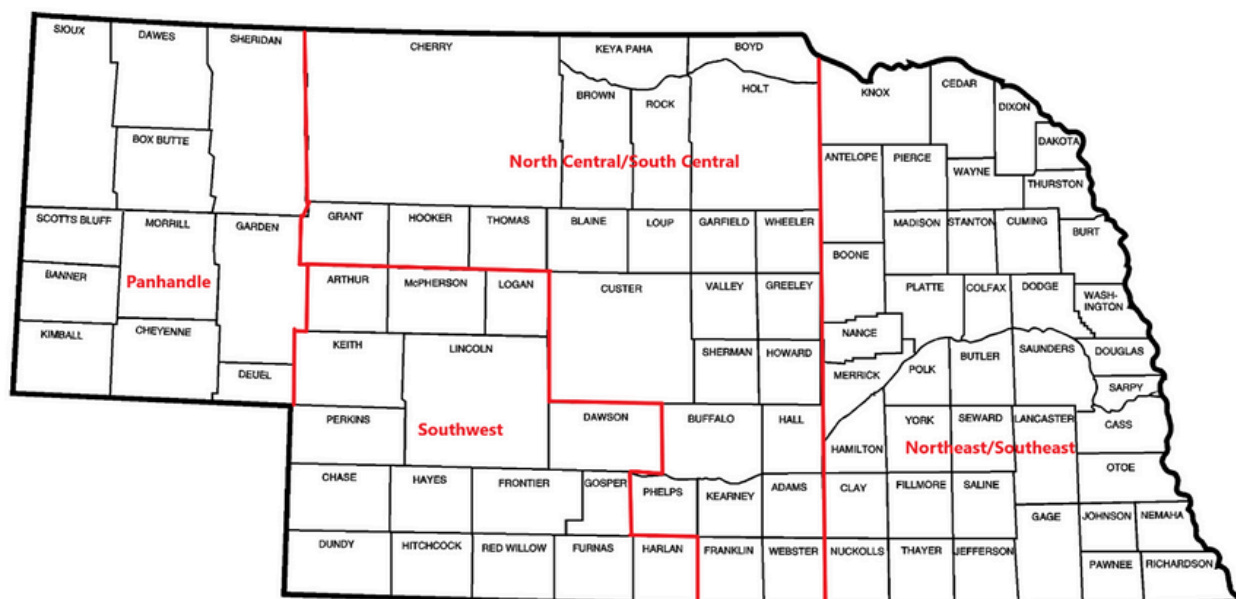 SIOUX
DAWES
SHERIDAN
CHERRY
KEYA PAHA
BOYD
BROWN
ROCK
HOLT
KNOX
CEDAR
DIXON
DAKOTA
BOX BUTTE
North Central/South Central
ANTELOPE
PIERCE
WAYNE
THURSTON
SCOTTS BLUFF
MORRILL
GARDEN
GRANT
HOOKER
THOMAS
BLAINE
LOUP
GARFIELD
WHEELER
MADISON
STANTON
CUMING
BURT
BANNER
Panhandle
ARTHUR
McPHERSON
LOGAN
CUSTER
VALLEY
GREELEY
BOONE
PLATTE
COLFAX
DODGE
WASH-
INGTON
KIMBALL
CHEYENNE
KEITH
LINCOLN
SHERMAN
HOWARD
NANCE
MERRICK
POLK
BUTLER
SAUNDERS
DOUGLAS
SARPY
DEUEL
PERKINS
Southwest
DAWSON
BUFFALO
HALL
HAMILTON
YORK
SEWARD
LANCASTER
CASS
Northeast/Southeast
OTOE
CHASE
HAYES
FRONTIER
GOSPER
PHELPS
KEARNEY
ADAMS
CLAY
FILLMORE
SALINE
GAGE
JOHNSON
NEMAHA
DUNDY
HITCHCOCK
RED WILLOW
FURNAS
HARLAN
FRANKLIN
WEBSTER
NUCKOLLS
THAYER
JEFFERSON
PAWNEE
RICHARDSON